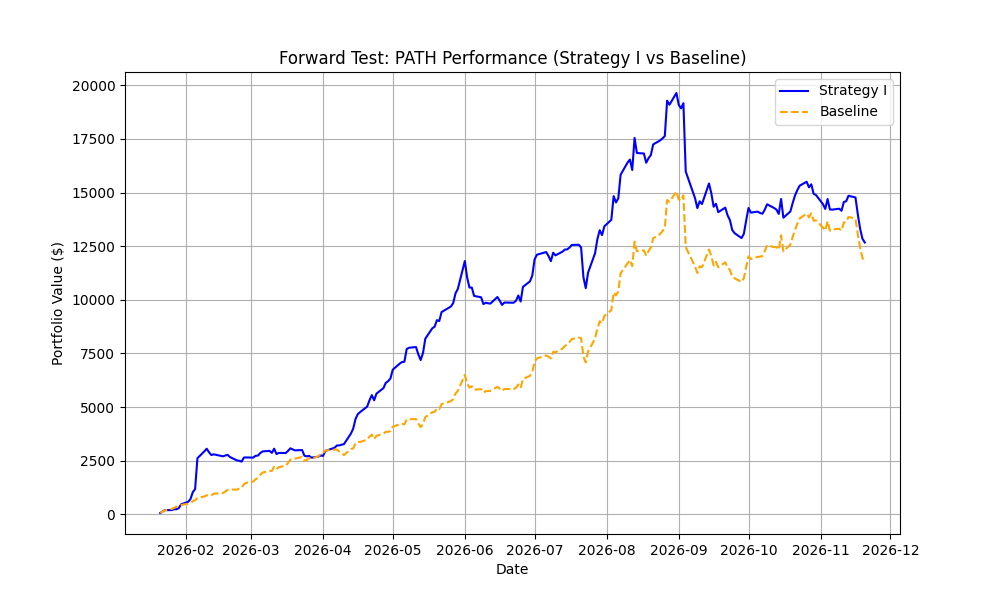 Forward Test: PATH Performance (Strategy I vs Baseline)
Strategy I
Baseline
Portfolio Value ($)
20000
17500
15000
12500
10000
7500
5000
2500
0
2026-02 2026-03 2026-04 2026-05 2026-06 2026-07 2026-08 2026-09 2026-10 2026-11 2026-12
Date